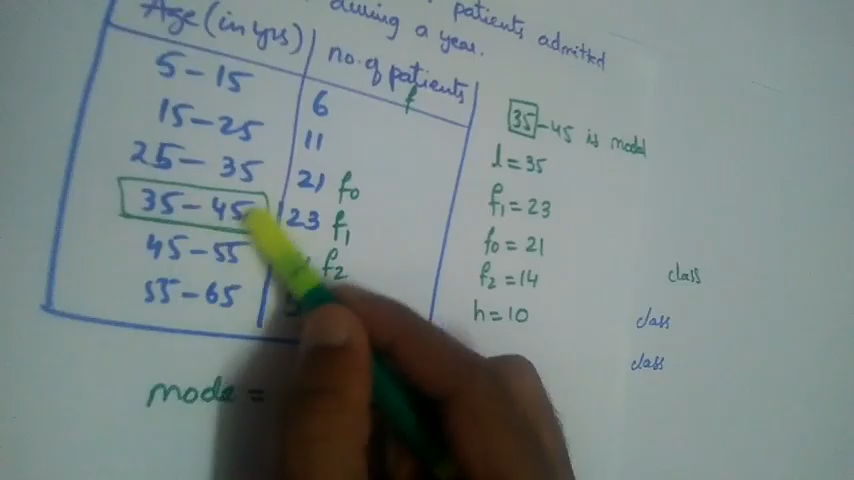 patients admitted
during a year.
Age (in yrs) no. of patients
f
5-15 6
15-25 11
25-35 21 f0
35-45 23 f1
45-55 f2
55-65
35-45 is modal
l = 35
f1 = 23
f0 = 21
f2 = 14
h = 10
class
class
class
mode =